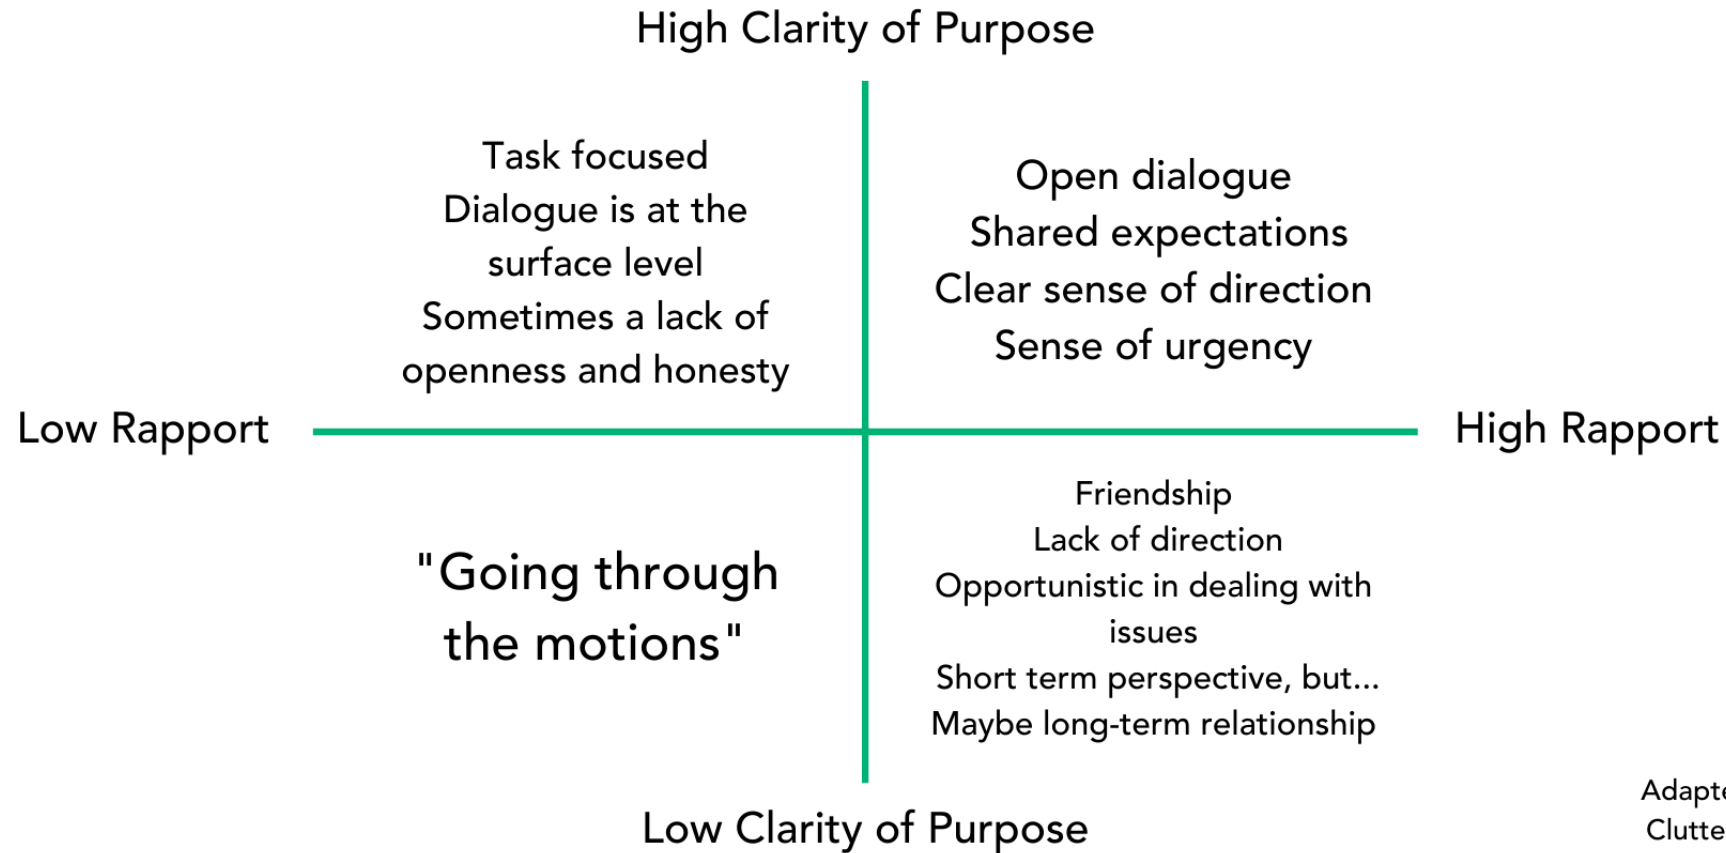 High Clarity of Purpose
Task focused
Dialogue is at the
surface level
Sometimes a lack of
openness and honesty
Open dialogue
Shared expectations
Clear sense of direction
Sense of urgency
Low Rapport
High Rapport
"Going through
the motions"
Friendship
Lack of direction
Opportunistic in dealing with
issues
Short term perspective, but...
Maybe long-term relationship
Low Clarity of Purpose